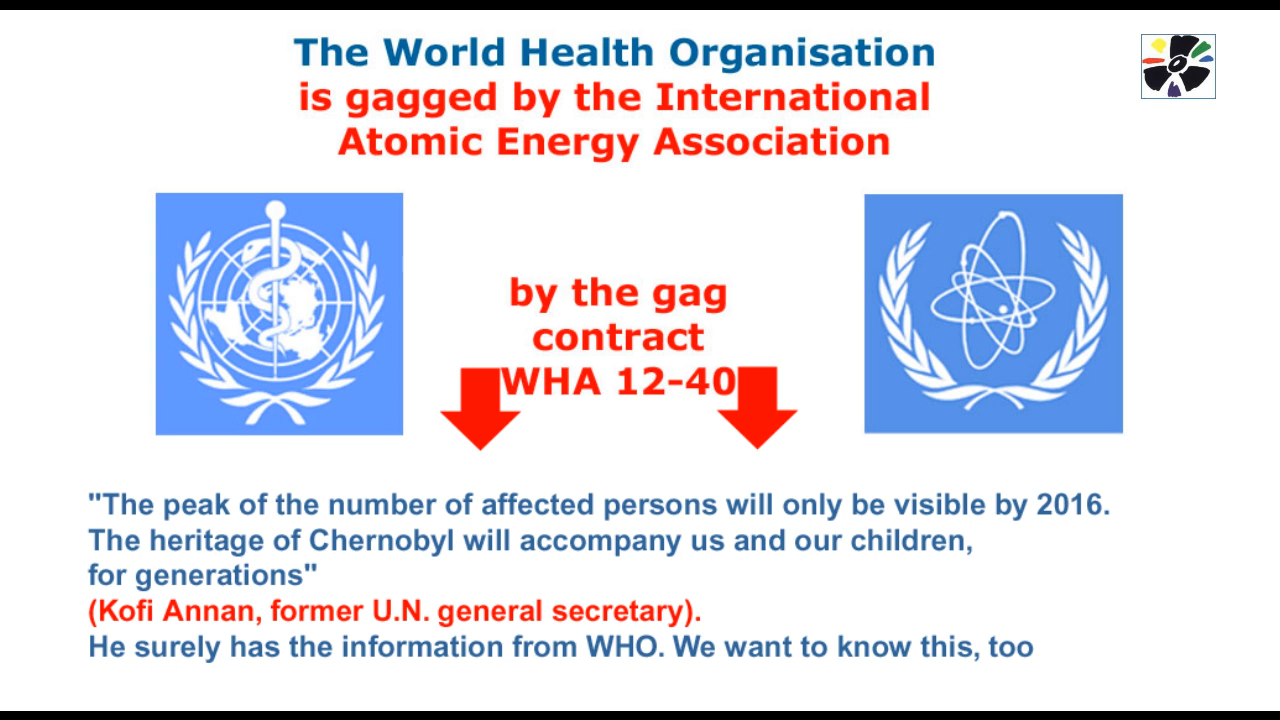 The World Health Organisation
is gagged by the International
Atomic Energy Association
by the gag
contract
WHA 12-40
"The peak of the number of affected persons will only be visible by 2016.
The heritage of Chernobyl will accompany us and our children,
for generations"
(Kofi Annan, former U.N. general secretary).
He surely has the information from WHO. We want to know this, too